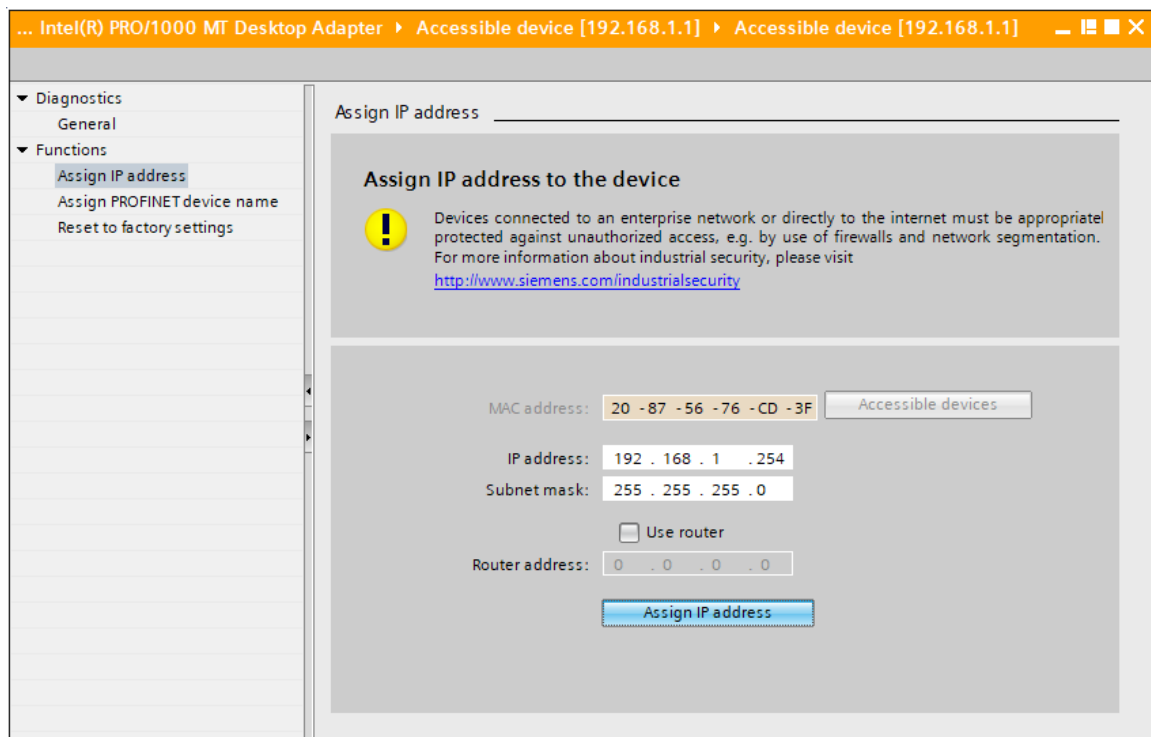 ... Intel(R) PRO/1000 MT Desktop Adapter ▸ Accessible device [192.168.1.1] ▸ Accessible device [192.168.1.1]
Diagnostics
General
Functions
Assign IP address
Assign PROFINET device name
Reset to factory settings
Assign IP address
Assign IP address to the device
Devices connected to an enterprise network or directly to the internet must be appropriatel
protected against unauthorized access, e.g. by use of firewalls and network segmentation.
For more information about industrial security, please visit
http://www.siemens.com/industrialsecurity
MAC address: 20 -87 -56 -76 -CD -3F Accessible devices
IP address: 192 . 168 . 1 . 254
Subnet mask: 255 . 255 . 255 . 0
Use router
Router address: 0 . 0 . 0 . 0
Assign IP address